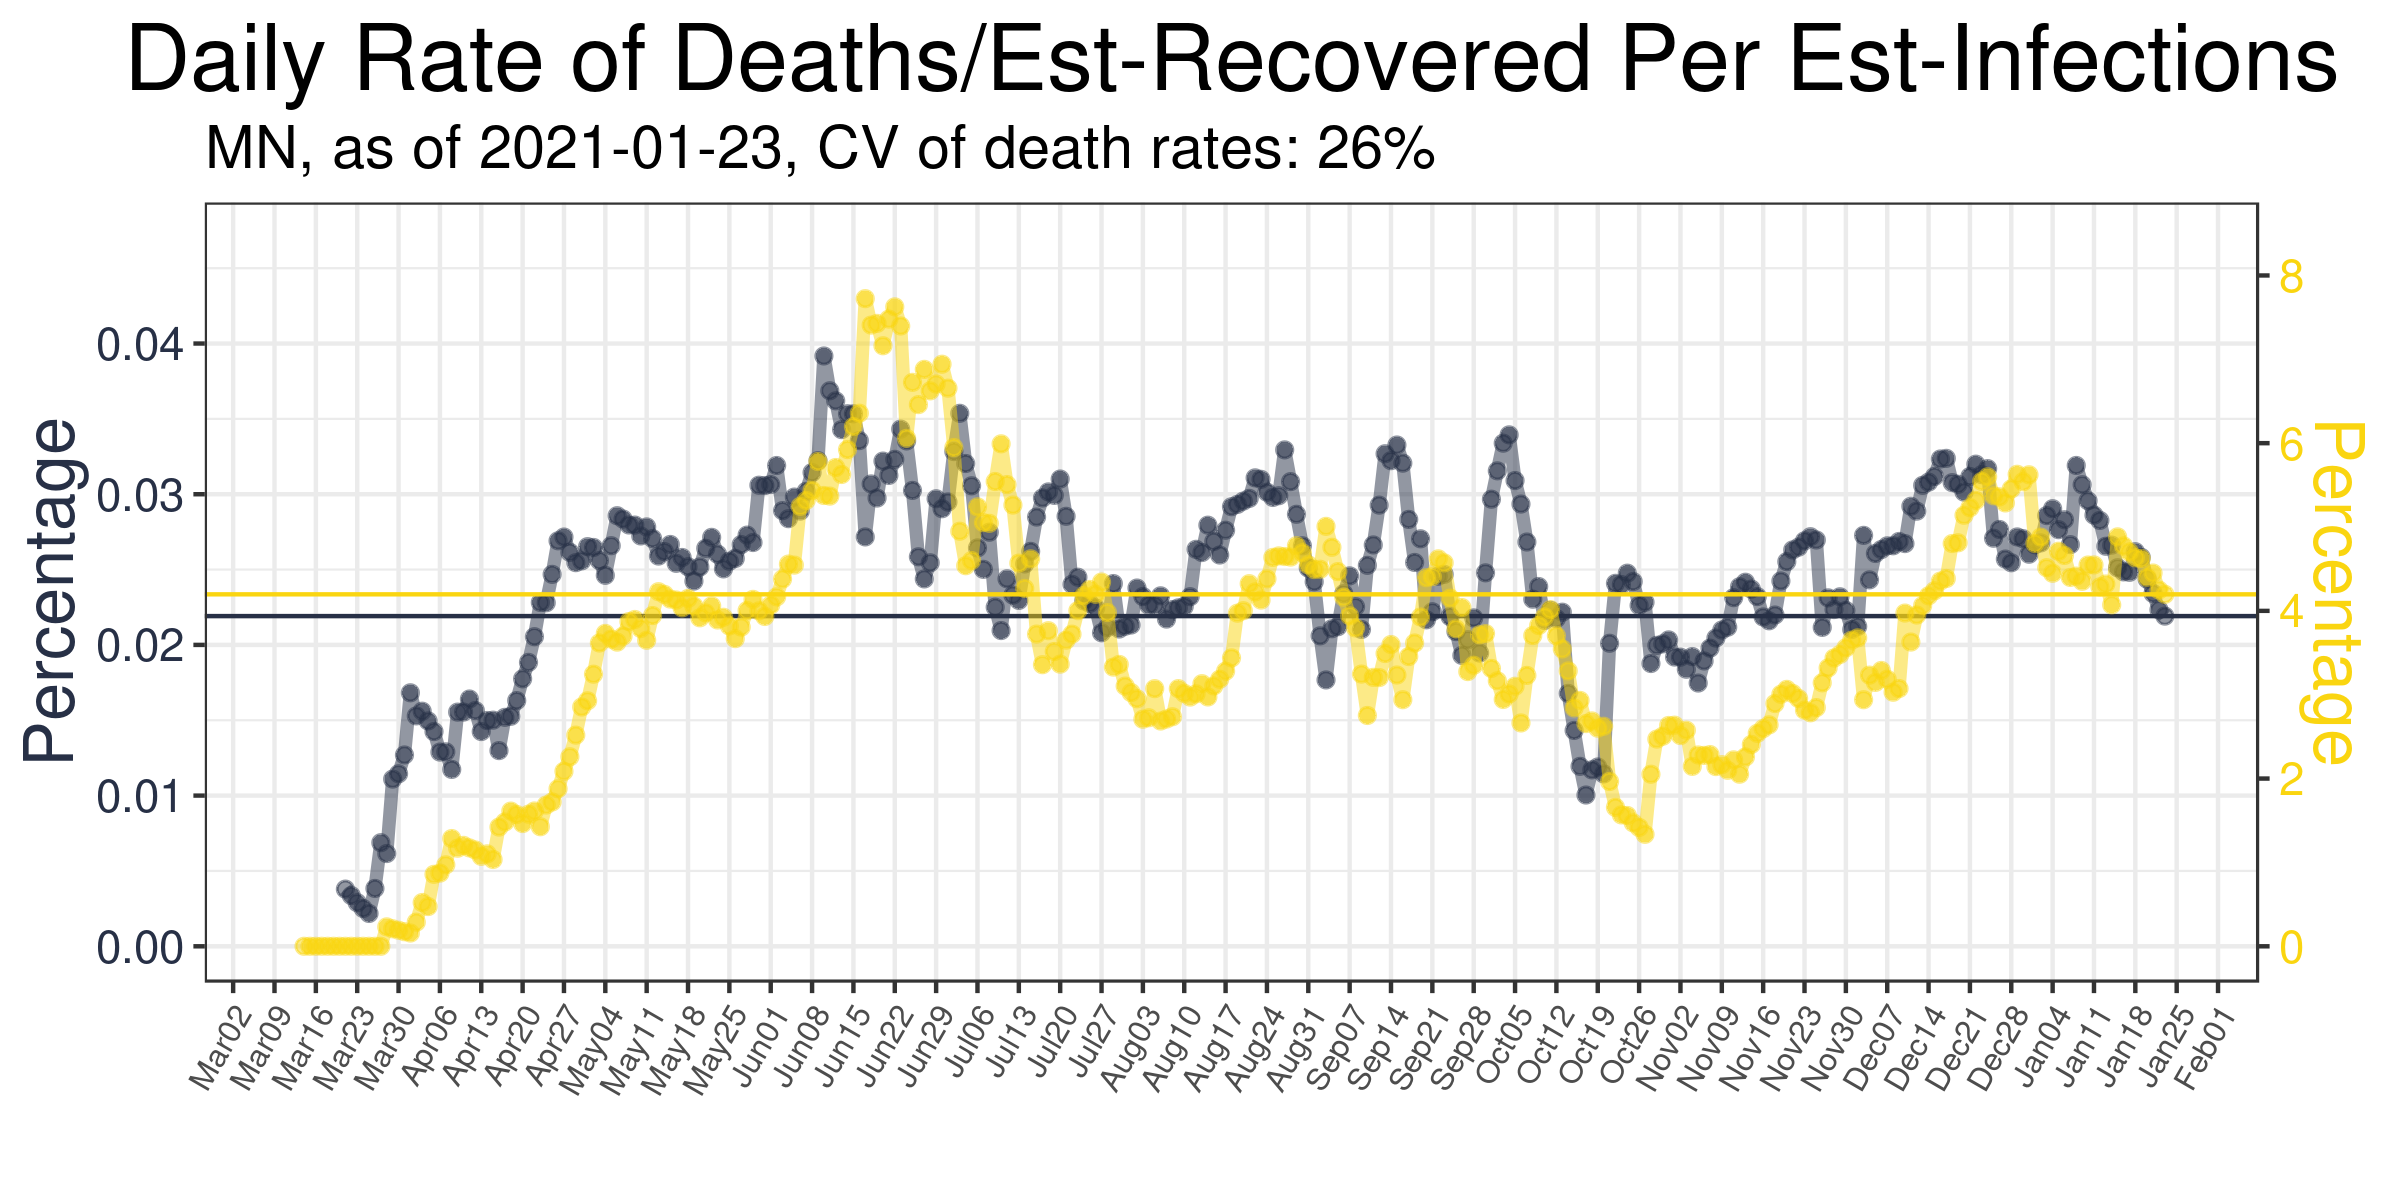 Daily Rate of Deaths/Est-Recovered Per Est-Infections
MN, as of 2021-01-23, CV of death rates: 26%
Percentage
0.04
0.03
0.02
0.01
0.00
8
6
4
2
0
Percentage
Mar02
Mar09
Mar16
Mar23
Mar30
Apr06
Apr13
Apr20
Apr27
May04
May11
May18
May25
Jun01
Jun08
Jun15
Jun22
Jun29
Jul06
Jul13
Jul20
Jul27
Aug03
Aug10
Aug17
Aug24
Aug31
Sep07
Sep14
Sep21
Sep28
Oct05
Oct12
Oct19
Oct26
Nov02
Nov09
Nov16
Nov23
Nov30
Dec07
Dec14
Dec21
Dec28
Jan04
Jan11
Jan18
Jan25
Feb01